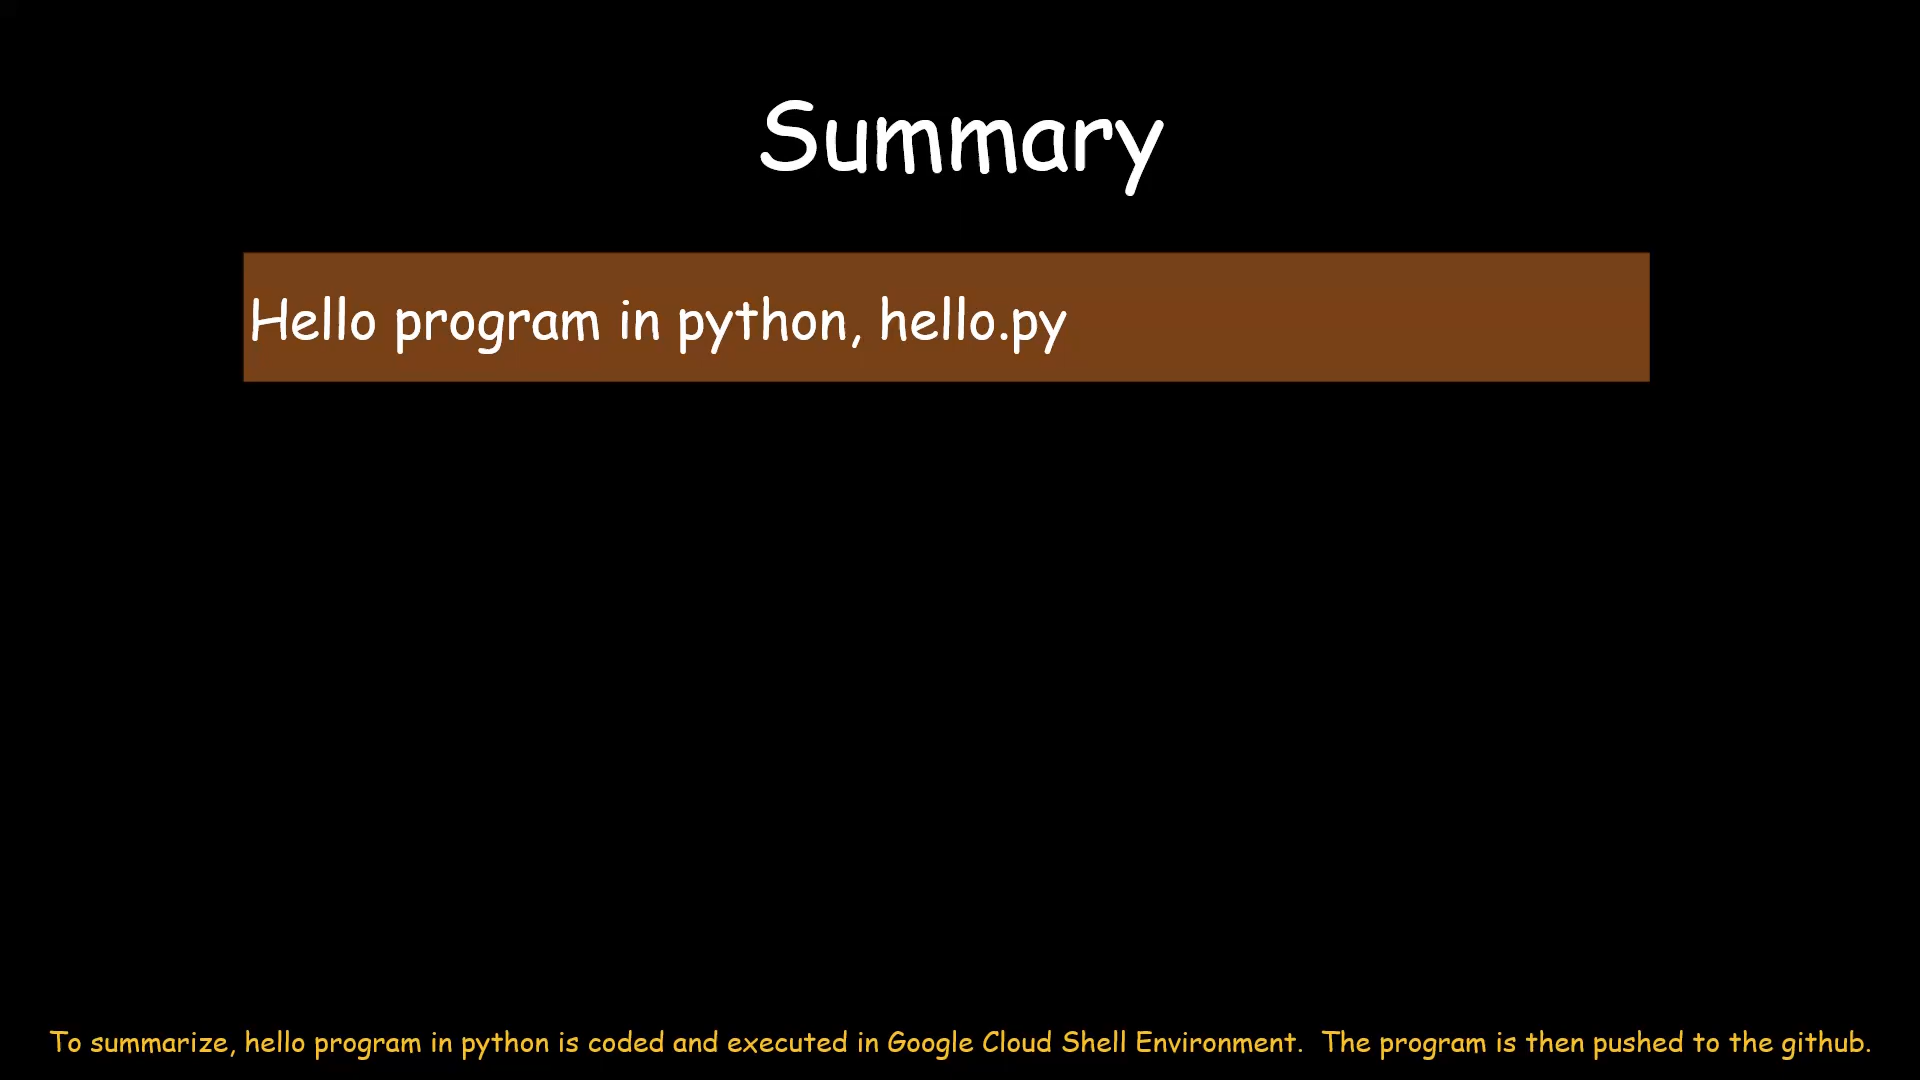 Summary
Hello program in python, hello.py
To summarize, hello program in python is coded and executed in Google Cloud Shell Environment.  The program is then pushed to the github.